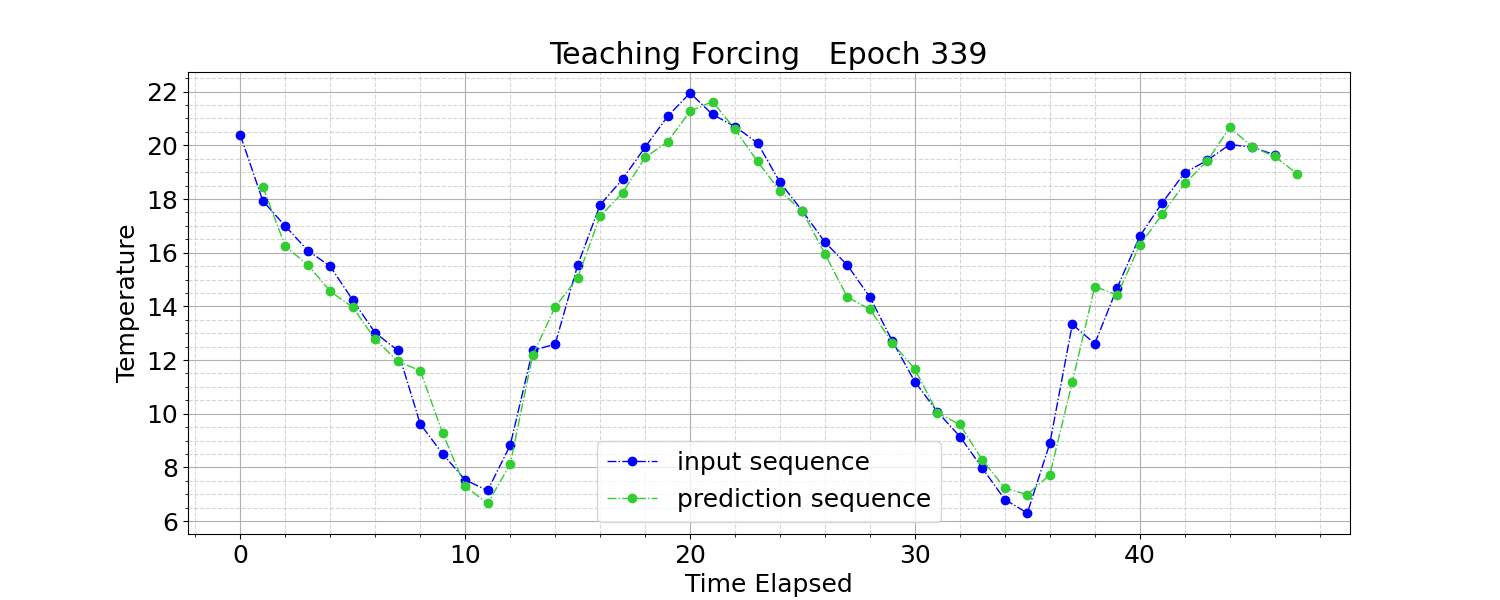 Teaching Forcing   Epoch 339
22
20
18
16
14
12
10
8
6
Temperature
input sequence
prediction sequence
0 10 20 30 40
Time Elapsed